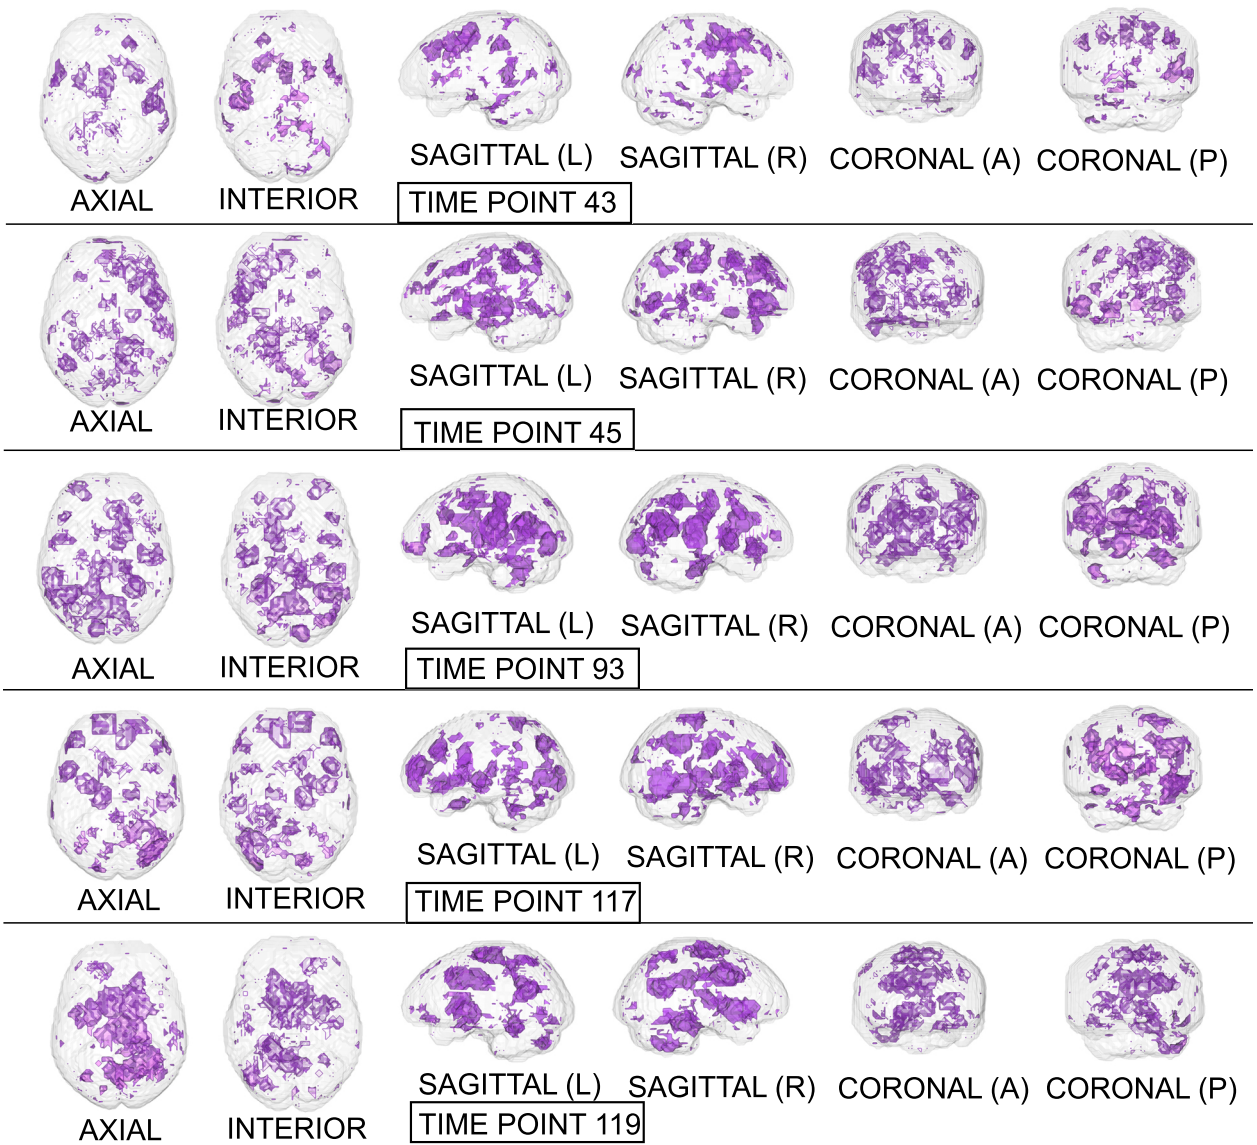 SAGITTAL (L) SAGITTAL (R) CORONAL (A) CORONAL (P)
AXIAL INTERIOR TIME POINT 43
SAGITTAL (L) SAGITTAL (R) CORONAL (A) CORONAL (P)
AXIAL INTERIOR TIME POINT 45
SAGITTAL (L) SAGITTAL (R) CORONAL (A) CORONAL (P)
AXIAL INTERIOR TIME POINT 93
SAGITTAL (L) SAGITTAL (R) CORONAL (A) CORONAL (P)
AXIAL INTERIOR TIME POINT 117
SAGITTAL (L) SAGITTAL (R) CORONAL (A) CORONAL (P)
AXIAL INTERIOR TIME POINT 119